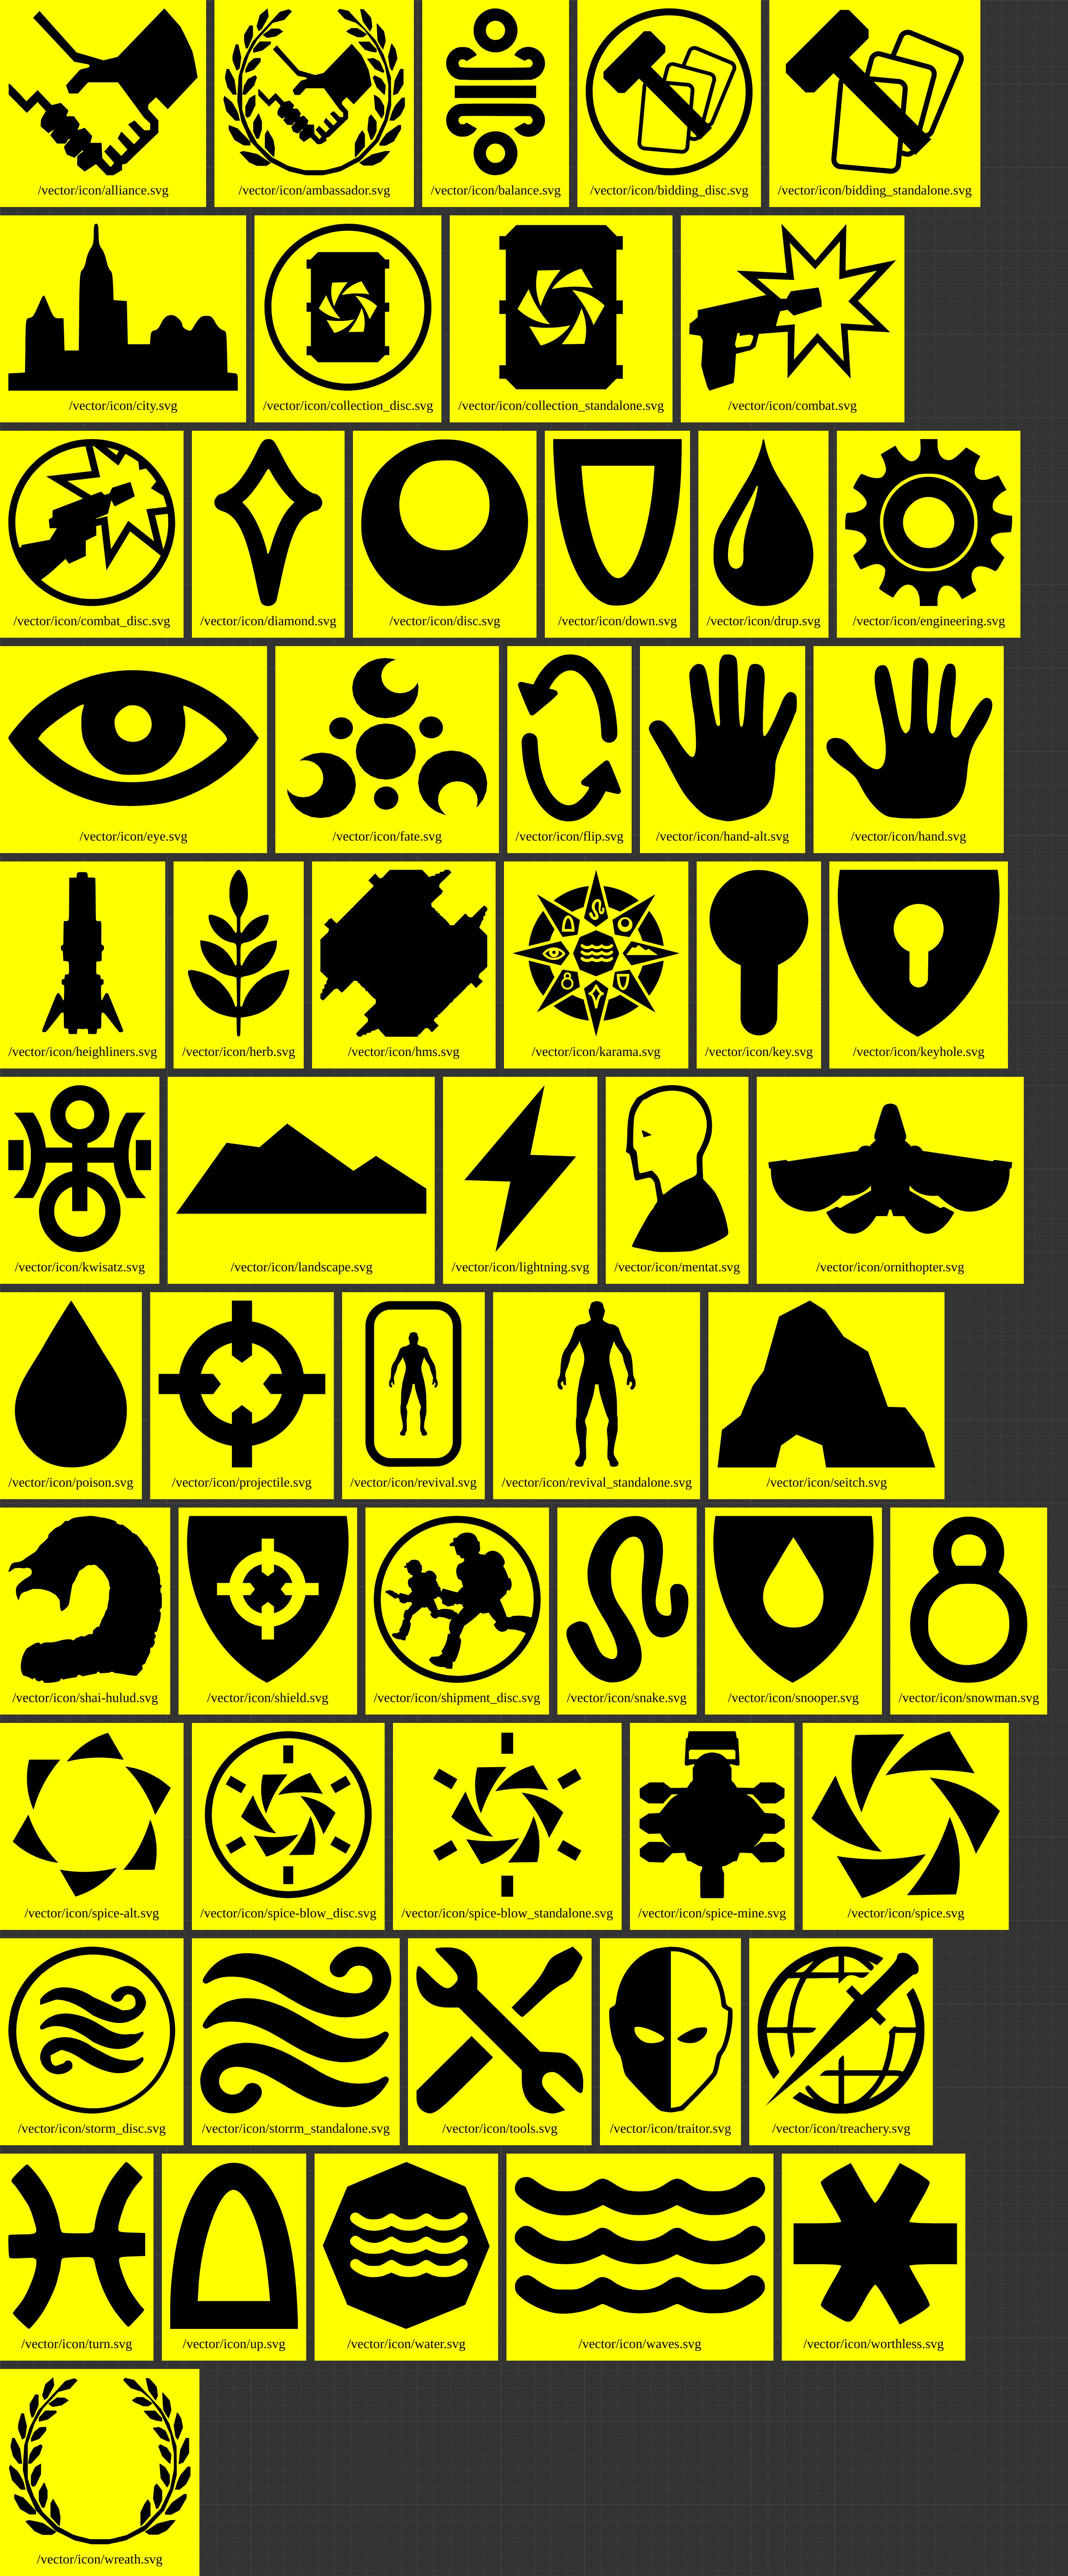 /vector/icon/alliance.svg
/vector/icon/ambassador.svg
/vector/icon/balance.svg
/vector/icon/bidding_disc.svg
/vector/icon/bidding_standalone.svg
/vector/icon/city.svg
/vector/icon/collection_disc.svg
/vector/icon/collection_standalone.svg
/vector/icon/combat.svg
/vector/icon/combat_disc.svg
/vector/icon/diamond.svg
/vector/icon/disc.svg
/vector/icon/down.svg
/vector/icon/drup.svg
/vector/icon/engineering.svg
/vector/icon/eye.svg
/vector/icon/fate.svg
/vector/icon/flip.svg
/vector/icon/hand-alt.svg
/vector/icon/hand.svg
/vector/icon/heighliners.svg
/vector/icon/herb.svg
/vector/icon/hms.svg
/vector/icon/karama.svg
/vector/icon/key.svg
/vector/icon/keyhole.svg
/vector/icon/kwisatz.svg
/vector/icon/landscape.svg
/vector/icon/lightning.svg
/vector/icon/mentat.svg
/vector/icon/ornithopter.svg
/vector/icon/poison.svg
/vector/icon/projectile.svg
/vector/icon/revival.svg
/vector/icon/revival_standalone.svg
/vector/icon/seitch.svg
/vector/icon/shai-hulud.svg
/vector/icon/shield.svg
/vector/icon/shipment_disc.svg
/vector/icon/snake.svg
/vector/icon/snooper.svg
/vector/icon/snowman.svg
/vector/icon/spice-alt.svg
/vector/icon/spice-blow_disc.svg
/vector/icon/spice-blow_standalone.svg
/vector/icon/spice-mine.svg
/vector/icon/spice.svg
/vector/icon/storm_disc.svg
/vector/icon/storrm_standalone.svg
/vector/icon/tools.svg
/vector/icon/traitor.svg
/vector/icon/treachery.svg
/vector/icon/turn.svg
/vector/icon/up.svg
/vector/icon/water.svg
/vector/icon/waves.svg
/vector/icon/worthless.svg
/vector/icon/wreath.svg